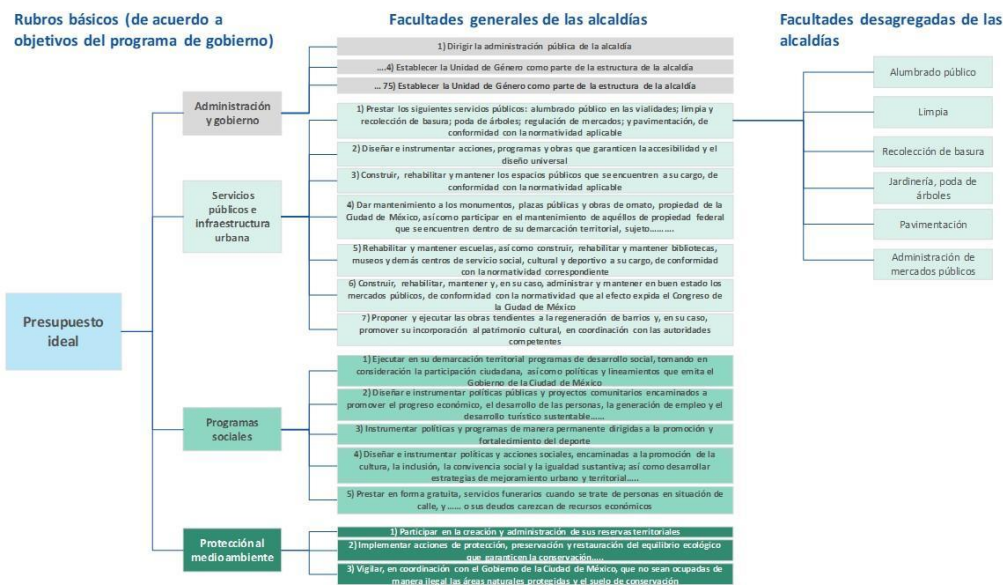 Rubros básicos (de acuerdo a
objetivos del programa de gobierno)
Facultades generales de las alcaldías
Facultades desagregadas de las
alcaldías
Presupuesto
ideal
Administración
y gobierno
1) Dirigir la administración pública de la alcaldía
....4) Establecer la Unidad de Género como parte de la estructura de la alcaldía
... 75) Establecer la Unidad de Género como parte de la estructura de la alcaldía
Servicios
públicos e
infraestructura
urbana
1) Prestar los siguientes servicios públicos: alumbrado público en las vialidades; limpia y
recolección de basura; poda de árboles; regulación de mercados; y pavimentación, de
conformidad con la normatividad aplicable
2) Diseñar e instrumentar acciones, programas y obras que garanticen la accesibilidad y el
diseño universal
3) Construir, rehabilitar y mantener los espacios públicos que se encuentren a su cargo, de
conformidad con la normatividad aplicable
4) Dar mantenimiento a los monumentos, plazas públicas y obras de ornato, propiedad de la
Ciudad de México, así como participar en el mantenimiento de aquéllos de propiedad federal
que se encuentren dentro de su demarcación territorial, sujeto..........
5) Rehabilitar y mantener escuelas, así como construir, rehabilitar y mantener bibliotecas,
museos y demás centros de servicio social, cultural y deportivo a su cargo, de conformidad
con la normatividad correspondiente
6) Construir, rehabilitar, mantener y, en su caso, administrar y mantener en buen estado los
mercados públicos, de conformidad con la normatividad que al efecto expida el Congreso de
la Ciudad de México
7) Proponer y ejecutar las obras tendientes a la regeneración de barrios y, en su caso,
promover su incorporación al patrimonio cultural, en coordinación con las autoridades
competentes
Alumbrado público
Limpia
Recolección de basura
Jardinería, poda de
árboles
Pavimentación
Administración de
mercados públicos
Programas
sociales
1) Ejecutar en su demarcación territorial programas de desarrollo social, tomando en
consideración la participación ciudadana, así como políticas y lineamientos que emita el
Gobierno de la Ciudad de México
2) Diseñar e instrumentar políticas públicas y proyectos comunitarios encaminados a
promover el progreso económico, el desarrollo de las personas, la generación de empleo y el
desarrollo turístico sustentable......
3) Instrumentar políticas y programas de manera permanente dirigidas a la promoción y
fortalecimiento del deporte
4) Diseñar e instrumentar políticas y acciones sociales, encaminadas a la promoción de la
cultura, la inclusión, la convivencia social y la igualdad sustantiva; así como desarrollar
estrategias de mejoramiento urbano y territorial.....
5) Prestar en forma gratuita, servicios funerarios cuando se trate de personas en situación de
calle, y ...... o sus deudos carezcan de recursos económicos
Protección al
medio ambiente
1) Participar en la creación y administración de sus reservas territoriales
2) Implementar acciones de protección, preservación y restauración del equilibrio ecológico
que garanticen la conservación.....
3) Vigilar, en coordinación con el Gobierno de la Ciudad de México, que no sean ocupadas de
manera ilegal las áreas naturales protegidas y el suelo de conservación